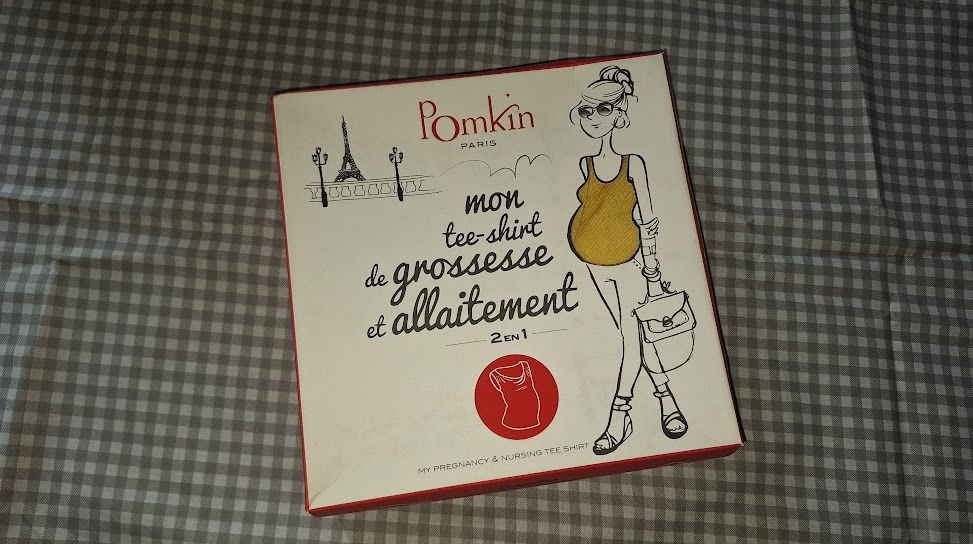 Pomkin
PARIS
mon
tee-shirt
de grossesse
et allaitement
2 EN 1
MY PREGNANCY & NURSING TEE SHIRT